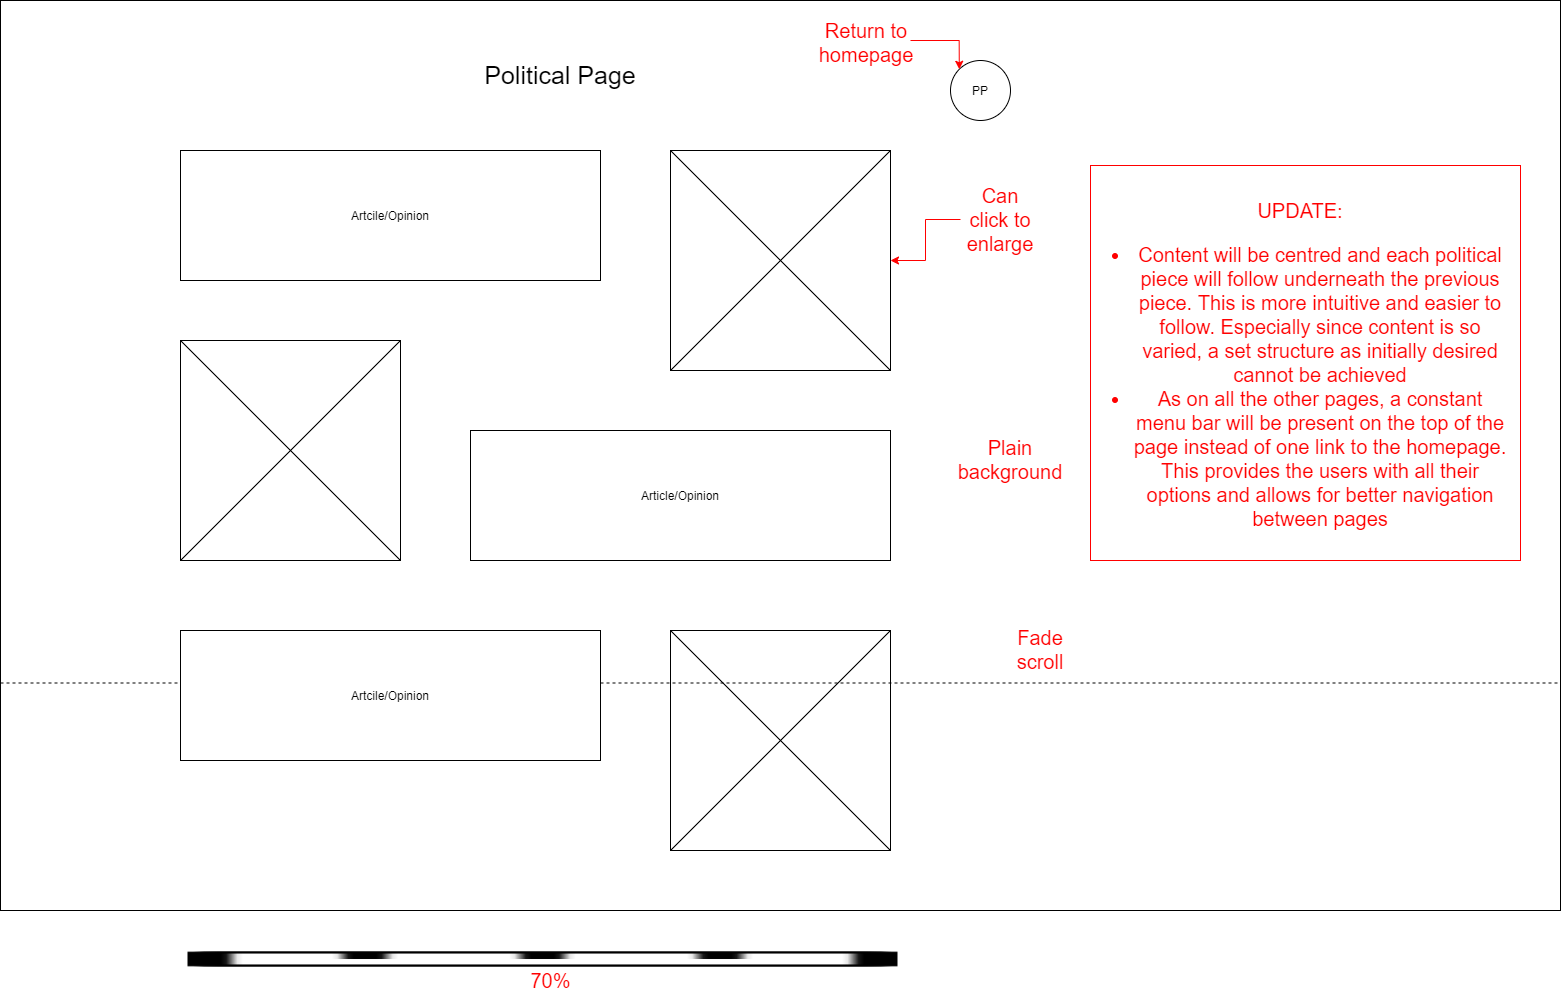 Return to
homepage
Political Page
PP
Artcile/Opinion
Can
click to
enlarge
UPDATE:
• Content will be centred and each political
piece will follow underneath the previous
piece. This is more intuitive and easier to
follow. Especially since content is so
varied, a set structure as initially desired
cannot be achieved
• As on all the other pages, a constant
menu bar will be present on the top of the
page instead of one link to the homepage.
This provides the users with all their
options and allows for better navigation
between pages
Plain
background
Article/Opinion
Fade
scroll
Artcile/Opinion
70%